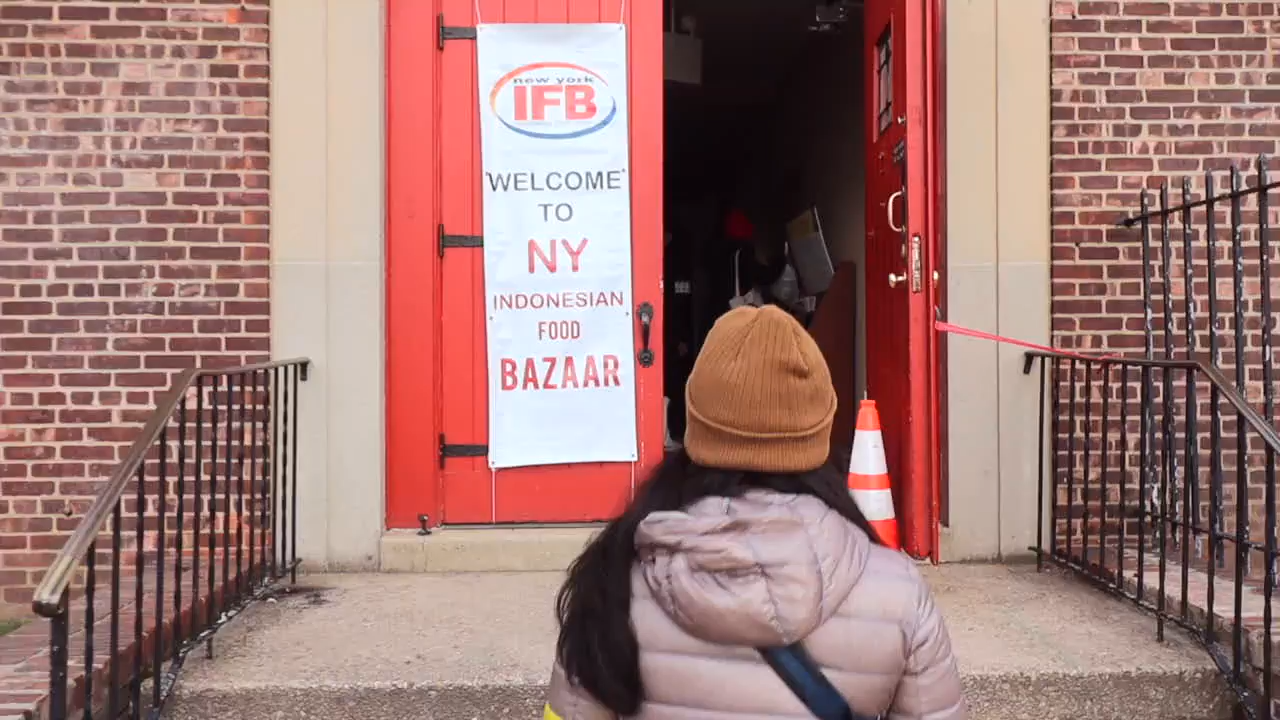 new york
IFB
"WELCOME"
TO
NY
INDONESIAN
FOOD
BAZAAR